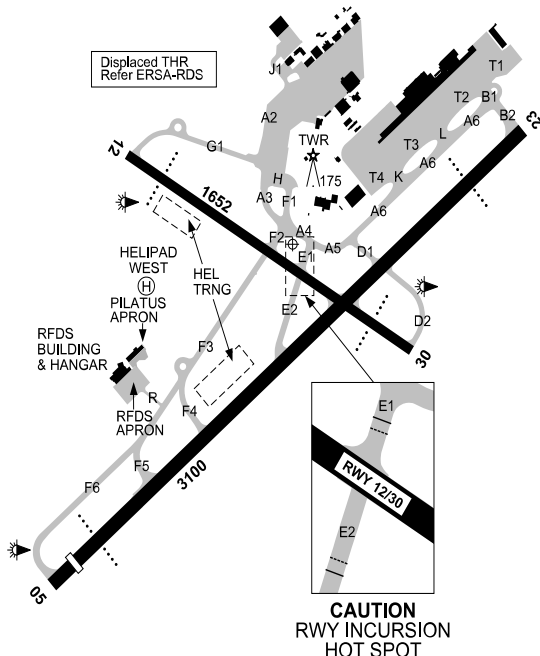 Displaced THR
Refer ERSA-RDS
J1
T1
T2
B1
B2
A2
TWR
L
A6
23
G1
12
T3
A6
H
175
T4
K
1652
A3
F1
A6
F2
A4
A5
D1
E1
HELIPAD
WEST
H
PILATUS
APRON
HEL
TRNG
E2
D2
30
RFDS
BUILDING
& HANGAR
F3
RFDS
APRON
R
F4
F5
3100
F6
05
E1
RWY 12/30
E2
CAUTION
RWY INCURSION
HOT SPOT